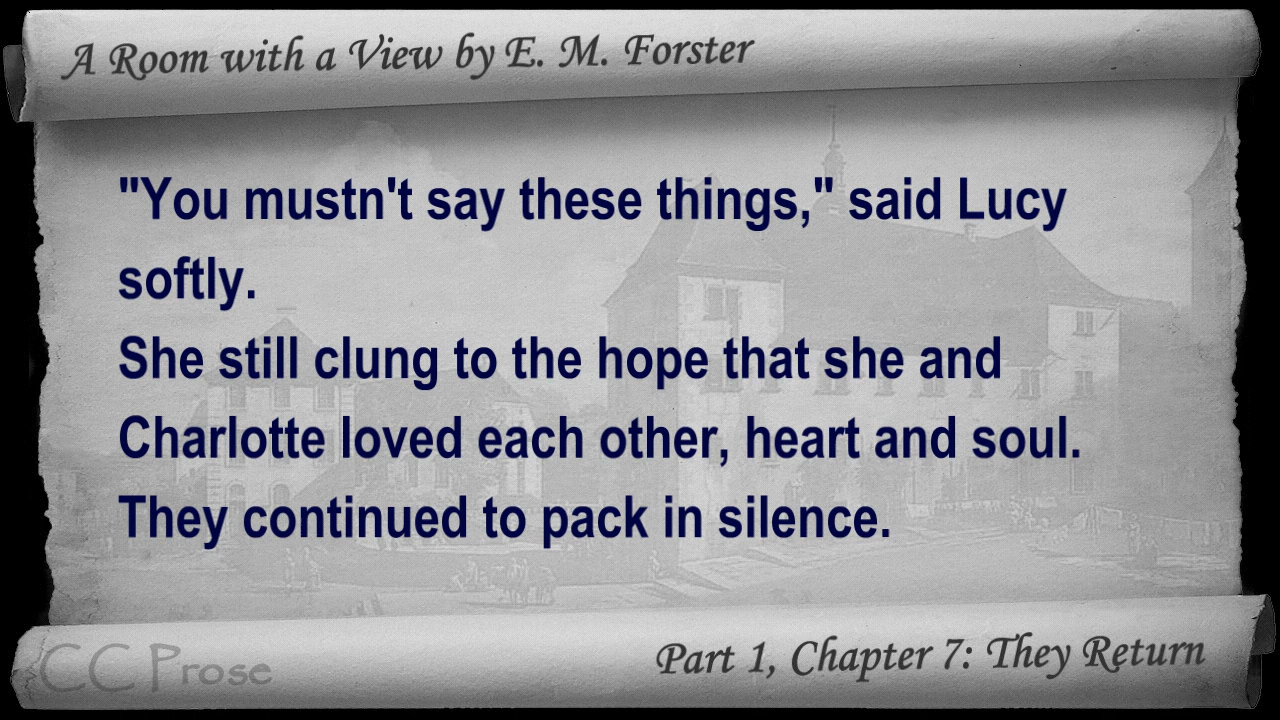 A Room with a View by E. M. Forster
"You mustn't say these things," said Lucy
softly.
She still clung to the hope that she and
Charlotte loved each other, heart and soul.
They continued to pack in silence.
CC Prose
Part 1, Chapter 7: They Return